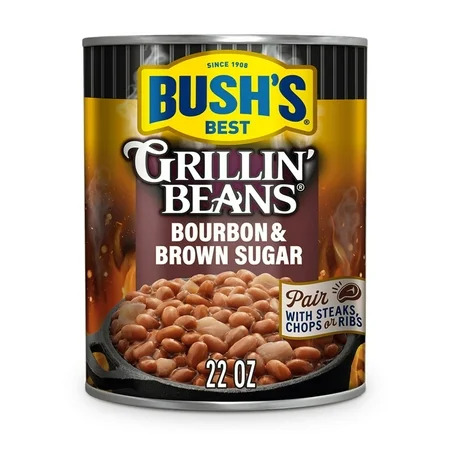 SINCE 1908
BUSH'S®
BEST
GRILLIN'
BEANS®
BOURBON &
BROWN SUGAR
Pair
WITH STEAKS,
CHOPS or RIBS
22 OZ